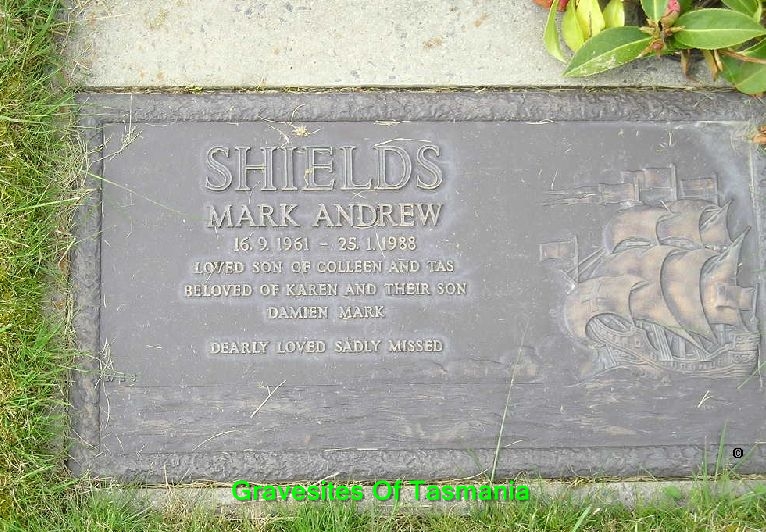 SHIELDS
MARK ANDREW
16.9.1961 - 25.1.1988
LOVED SON OF COLLEEN AND TAS
BELOVED OF KAREN AND THEIR SON
DAMIEN MARK
DEARLY LOVED SADLY MISSED
©
Gravesites Of Tasmania